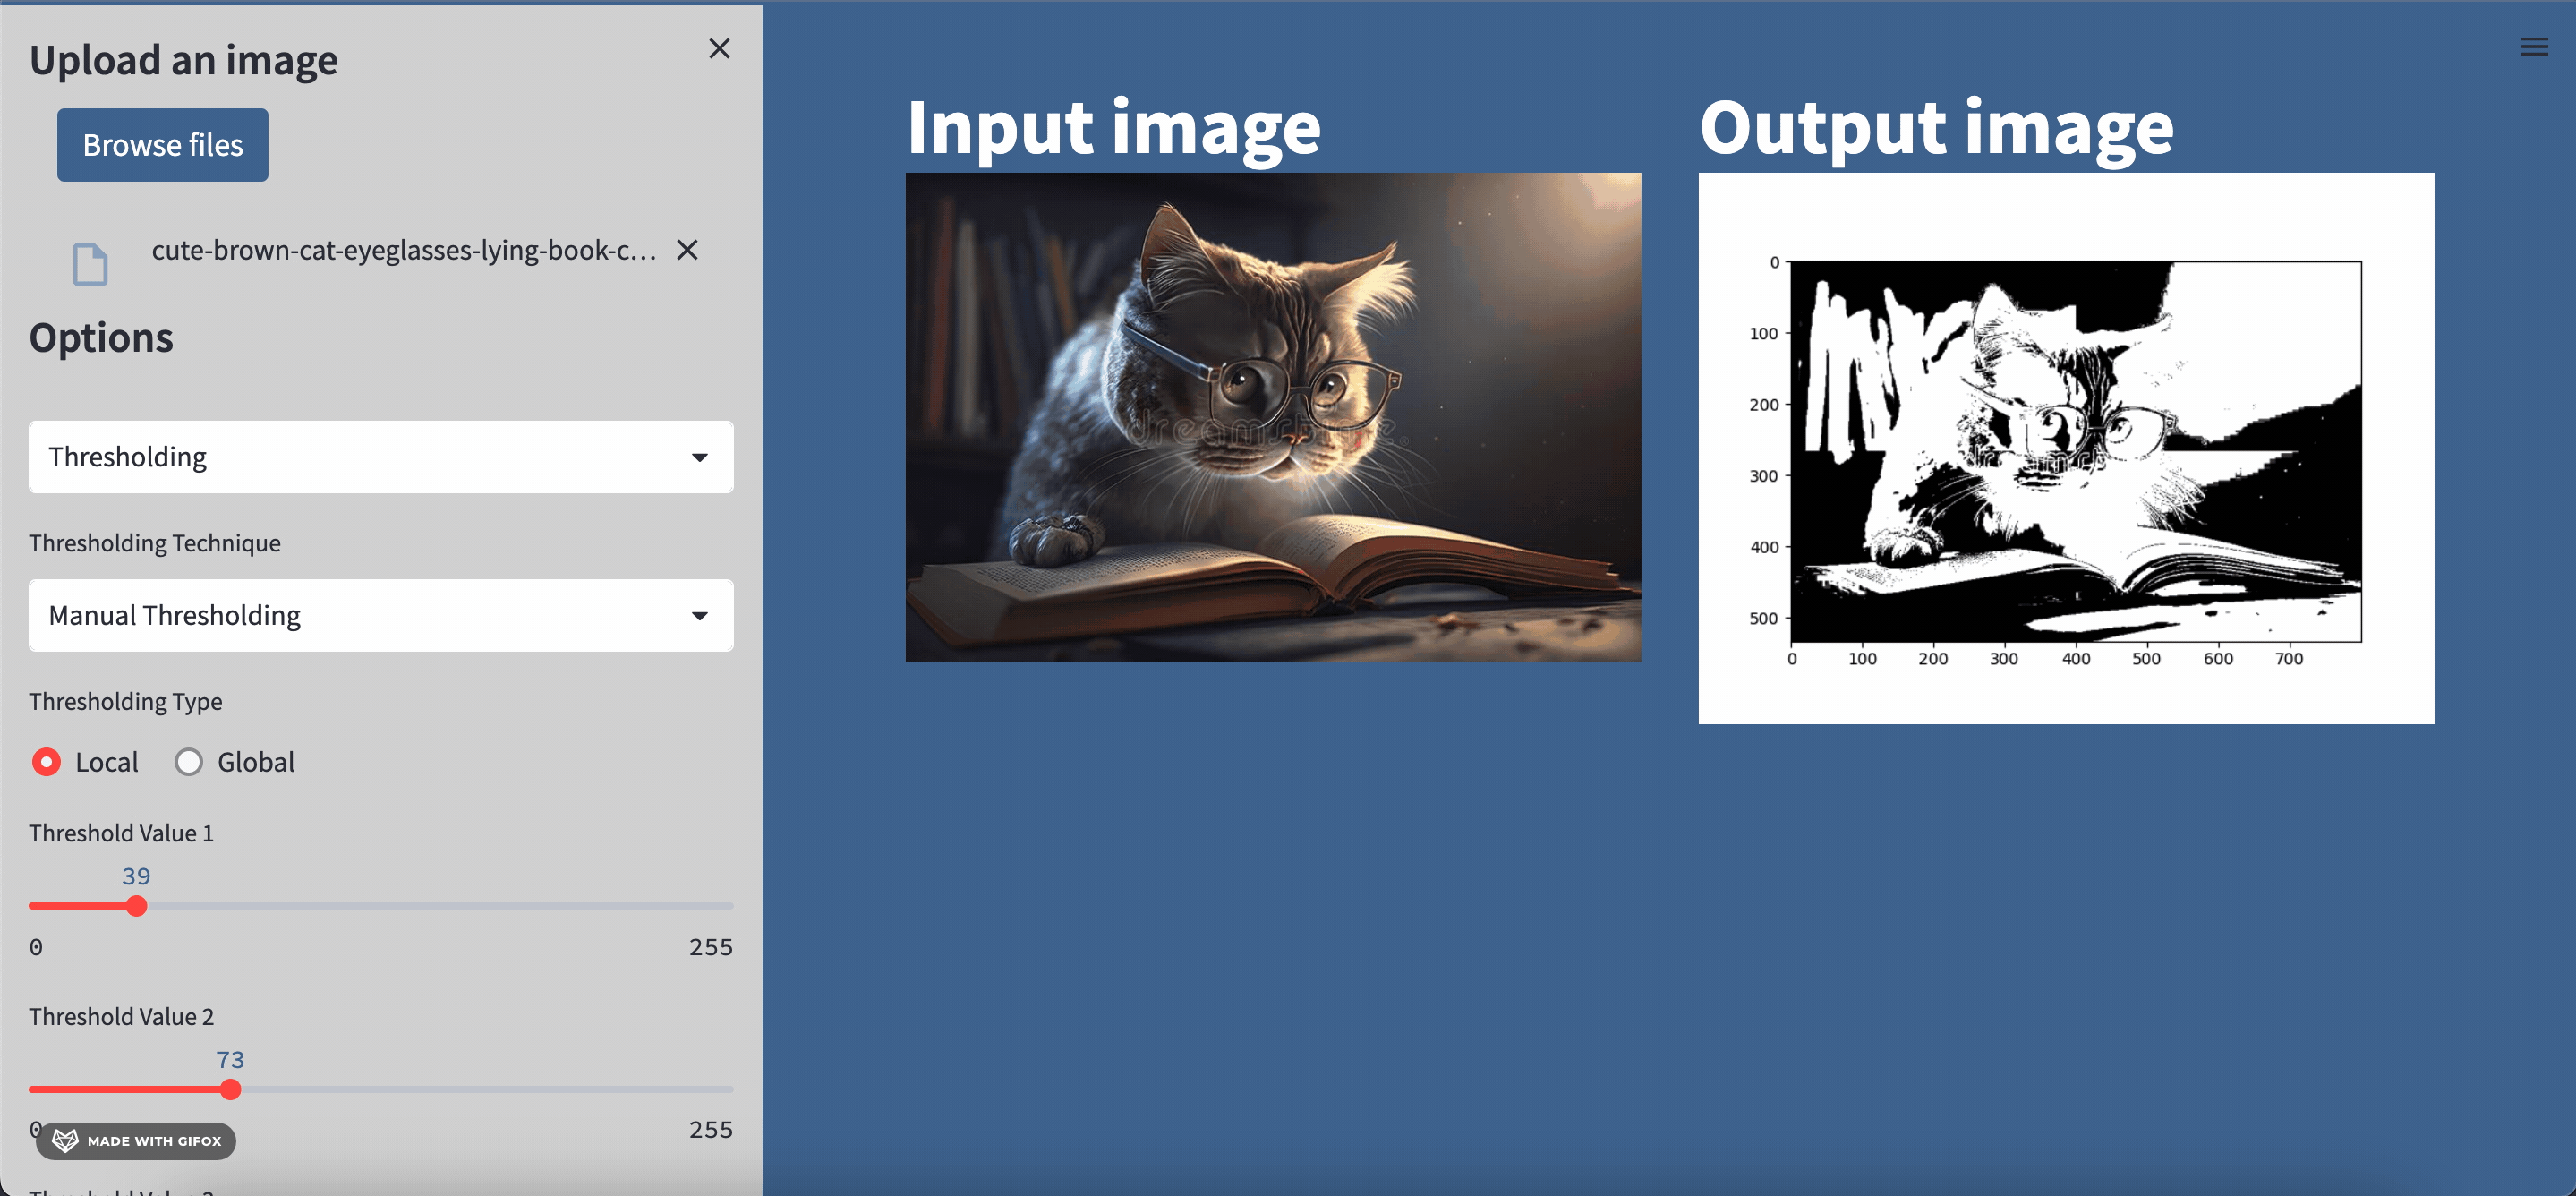 Upload an image
Browse files
cute-brown-cat-eyeglasses-lying-book-c...
Options
Thresholding
Thresholding Technique
Manual Thresholding
Thresholding Type
Local
Global
Threshold Value 1
39
0
255
Threshold Value 2
73
0
255
MADE WITH GIFOX
Input image
dreamstime
Output image
0
100
200
300
400
500
0
100
200
300
400
500
600
700